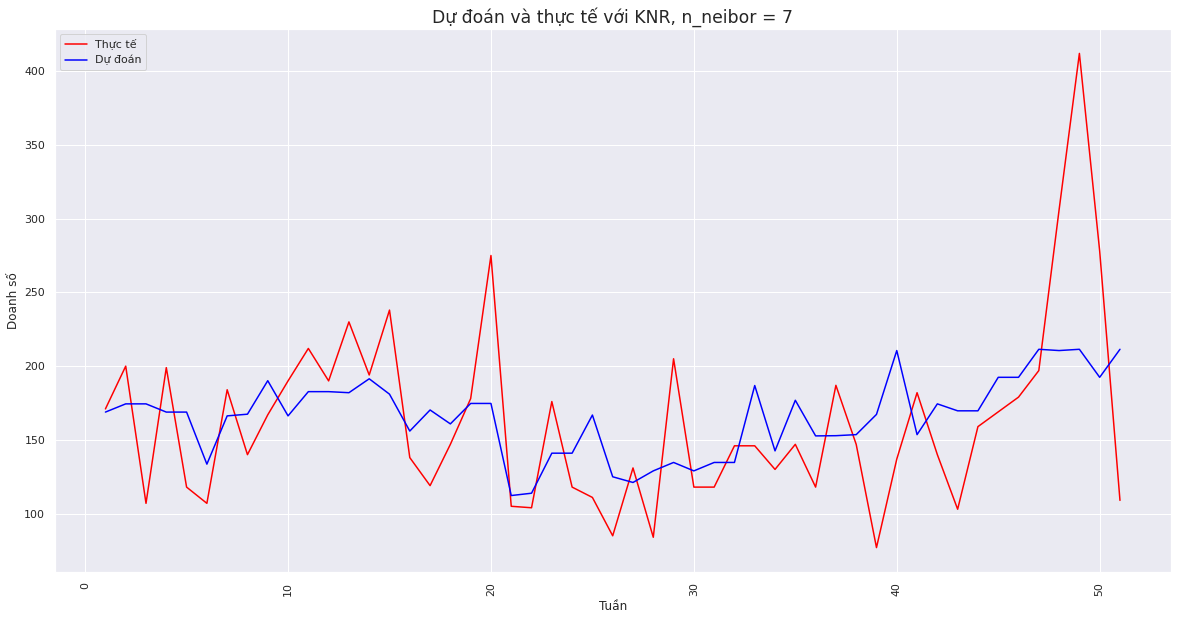 Dự đoán và thực tế với KNR, n_neibor = 7
Thực tế
Dự đoán
400
350
300
250
200
150
100
Doanh số
0
10
20
30
40
50
Tuần